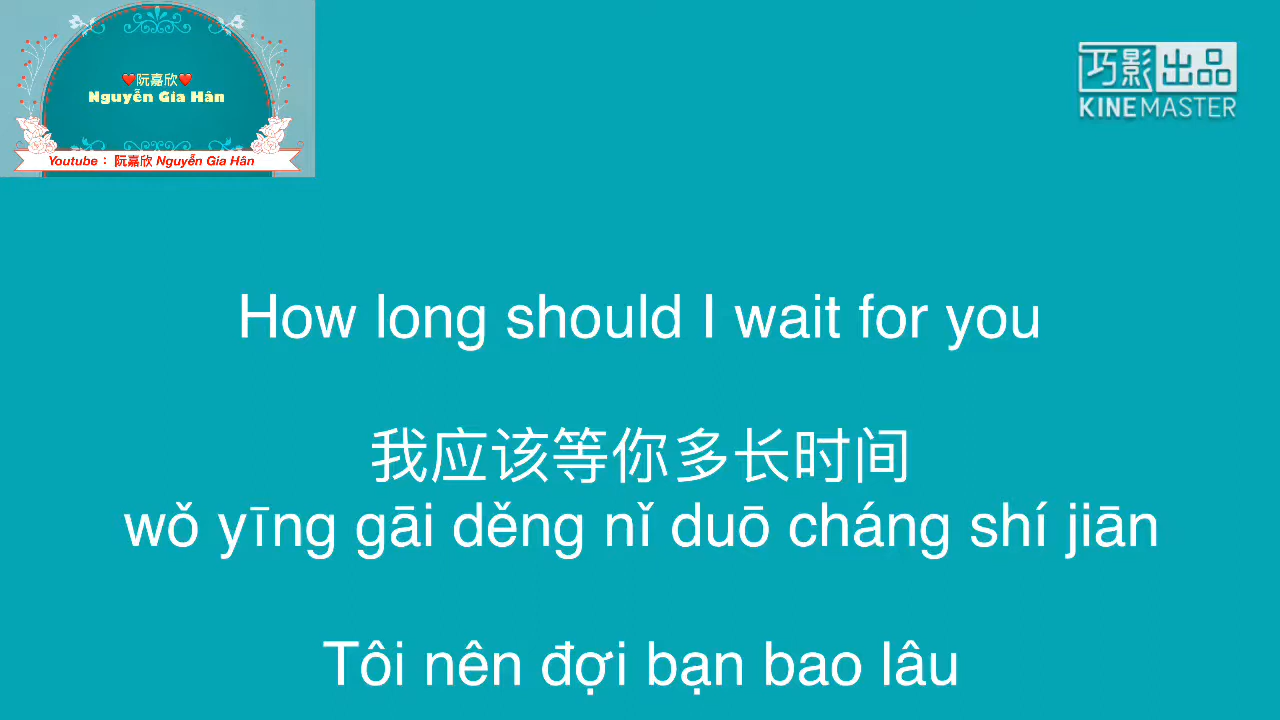 ❤️阮嘉欣❤️
Nguyễn Gia Hân
Youtube： 阮嘉欣 Nguyễn Gia Hân
巧影出品
KINEMASTER
How long should I wait for you
我应该等你多长时间
wǒ yīng gāi děng nǐ duō cháng shí jiān
Tôi nên đợi bạn bao lâu